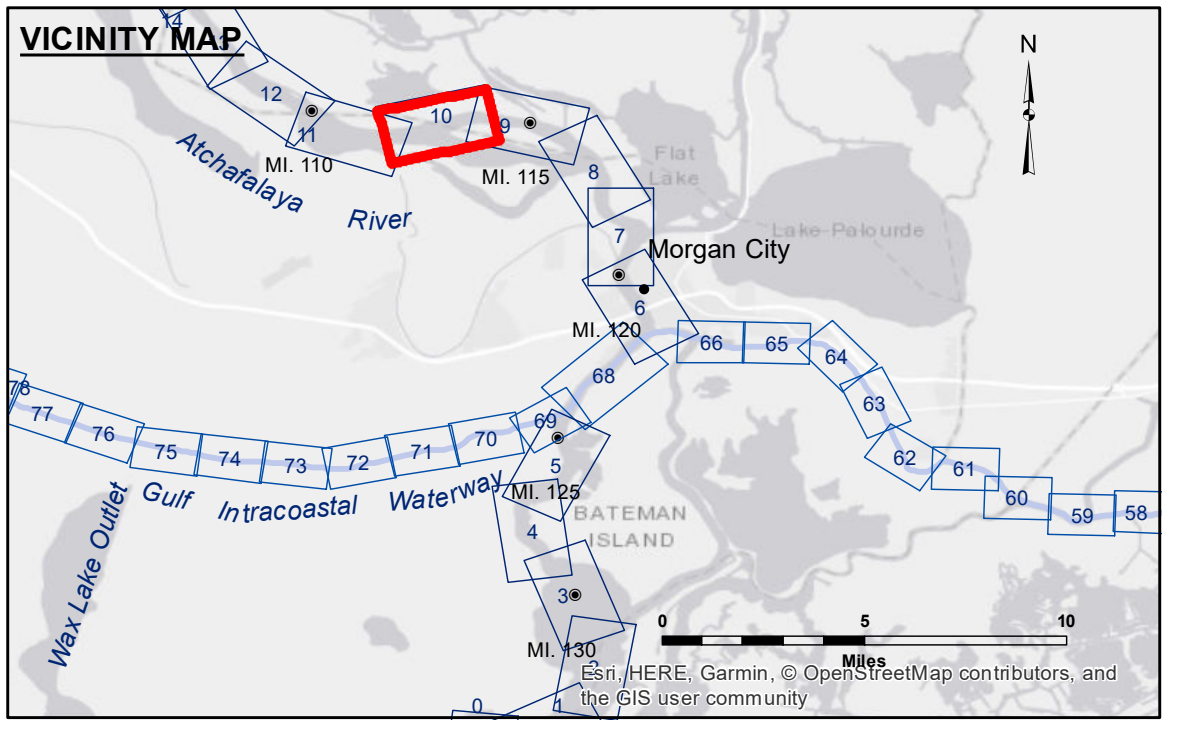 14
VICINITY MAP
N
12
10
9
11
MI. 110
MI. 115
8
Flat
Lake
Atchafalaya
River
7
Lake Palourde
Morgan City
6
MI. 120
66
65
64
68
63
78
77
76
75
74
73
72
71
70
69
62
61
60
59
58
5
MI. 125
Gulf Intracoastal Waterway
BATEMAN
ISLAND
4
Wax Lake Outlet
3
MI. 130
2
1
0
0 5 10
Miles
Esri, HERE, Garmin, © OpenStreetMap contributors, and
the GIS user community